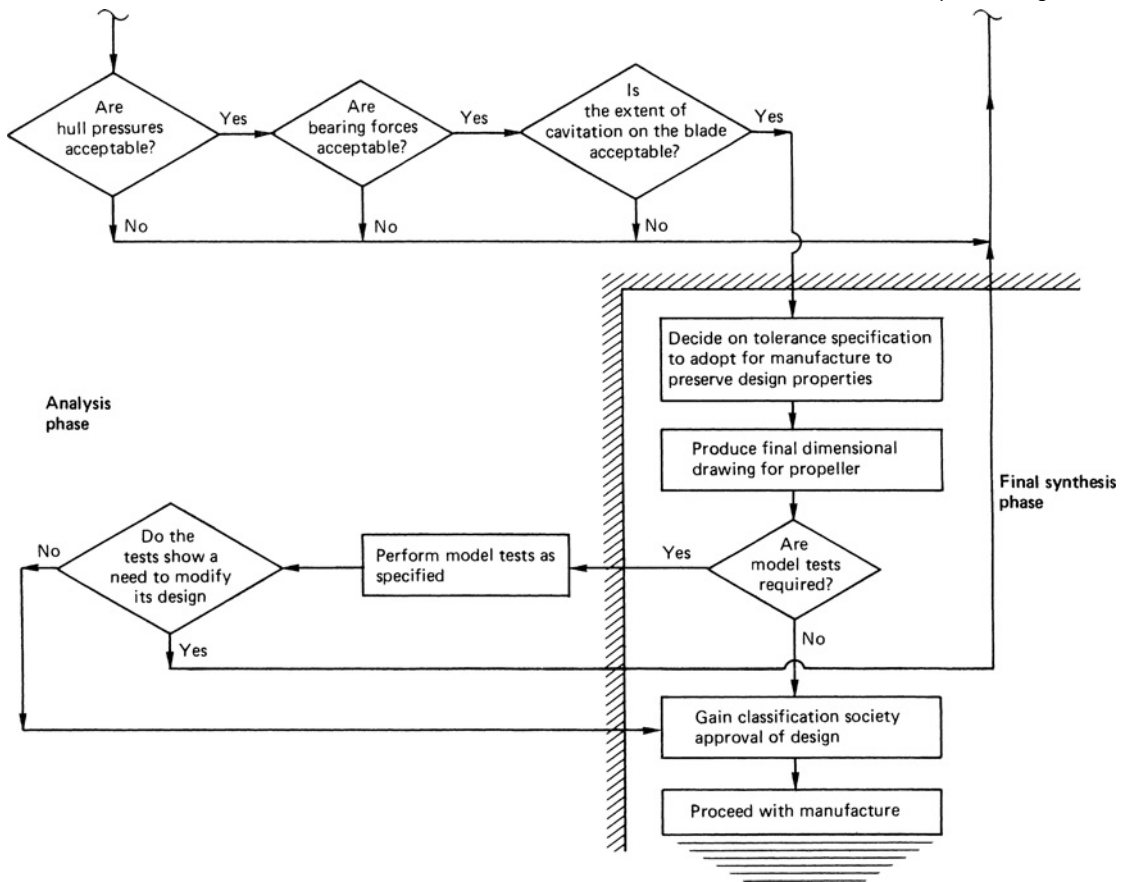 Are
hull pressures
acceptable?
Yes
Are
bearing forces
acceptable?
Yes
Is
the extent of
cavitation on the blade
acceptable?
Yes
No
No
No
Decide on tolerance specification
to adopt for manufacture to
preserve design properties
Analysis
phase
Produce final dimensional
drawing for propeller
Final synthesis
phase
No
Do the
tests show a
need to modify
its design
Perform model tests as
specified
Yes
Are
model tests
required?
Yes
No
Gain classification society
approval of design
Proceed with manufacture